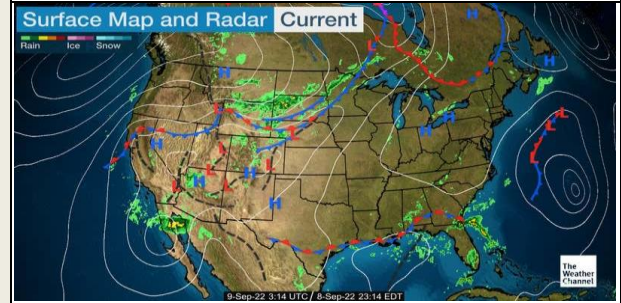 Surface Map and Radar Current
Rain Ice Snow
L H
H
H
L
L
H L
L
H L
H H
L
H
L
L
L H L
L H L
H
The
Weather
Channel
9-Sep-22 3:14 UTC / 8-Sep-22 23:14 EDT